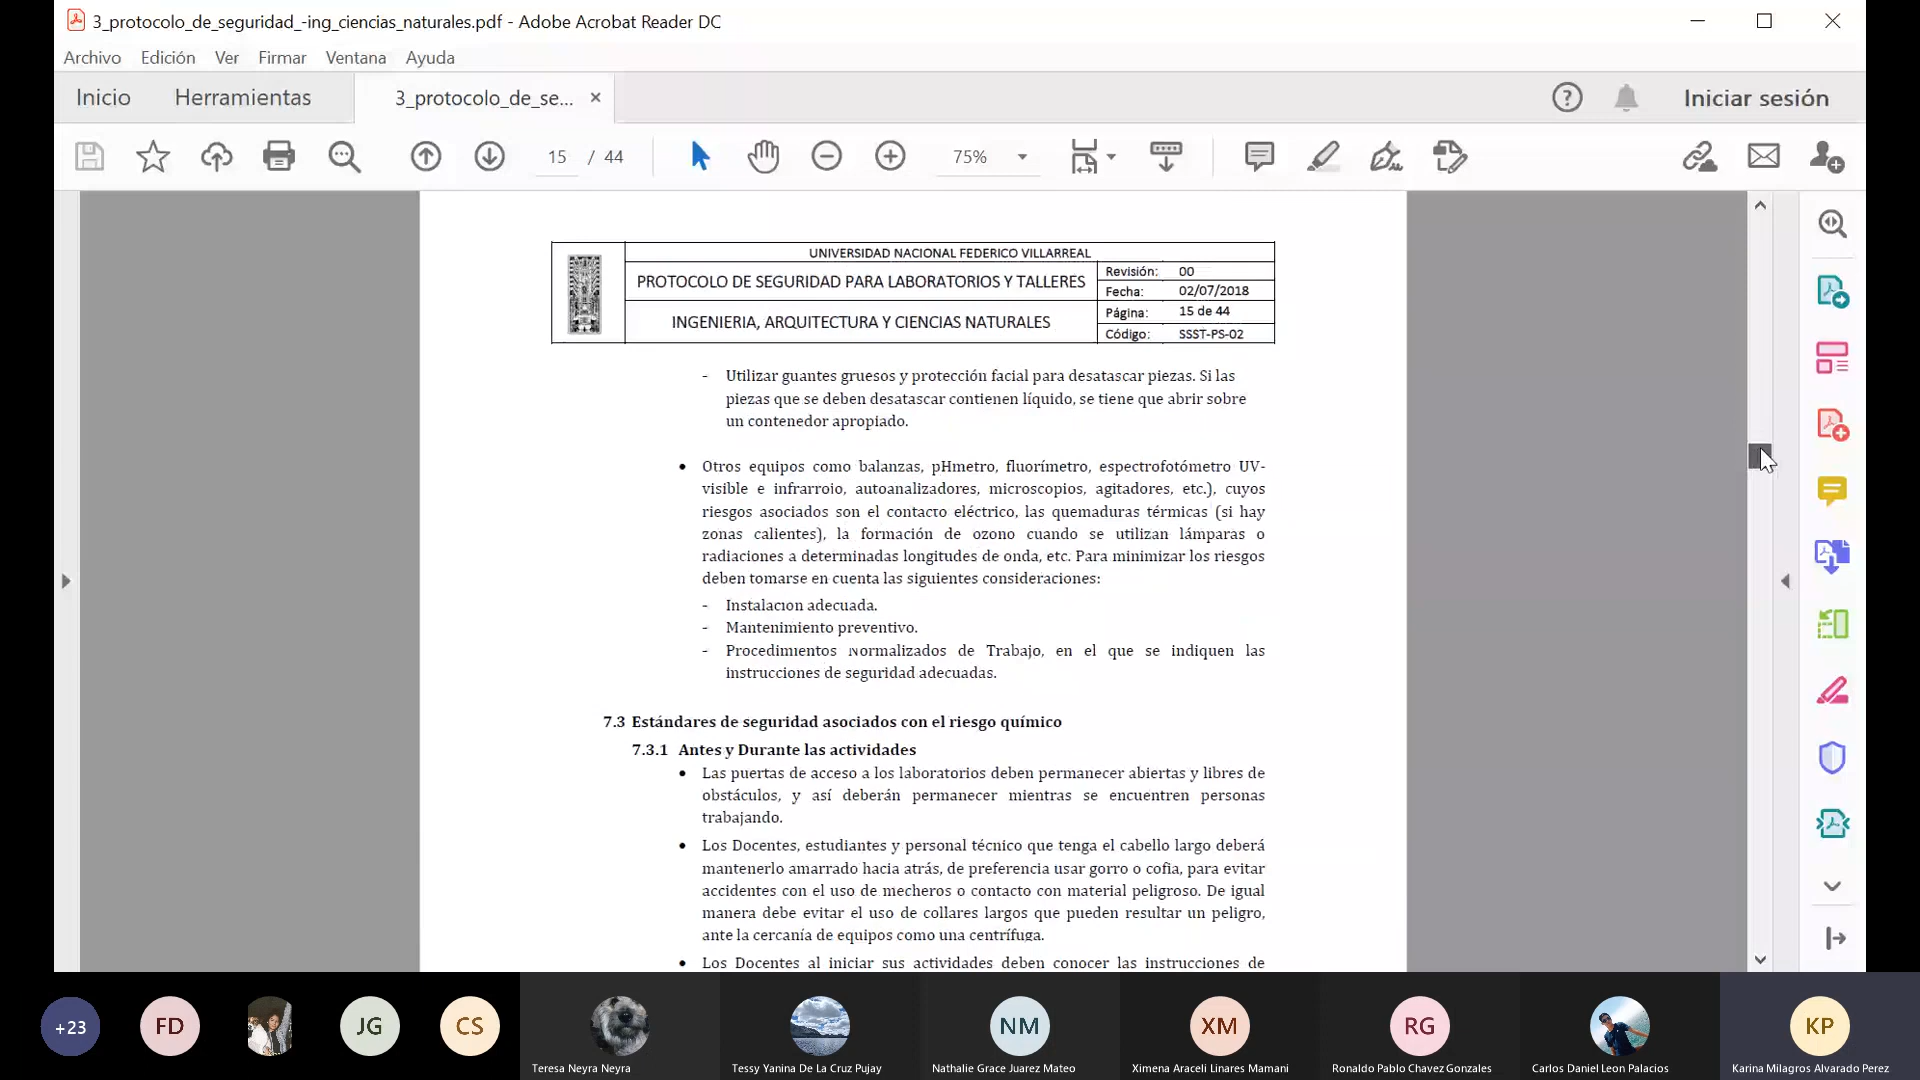 3_protocolo_de_seguridad_-ing_ciencias_naturales.pdf - Adobe Acrobat Reader DC
Archivo Edición Ver Firmar Ventana Ayuda
Inicio Herramientas 3_protocolo_de_se... Iniciar sesión
15 / 44 75%
UNIVERSIDAD NACIONAL FEDERICO VILLARREAL
PROTOCOLO DE SEGURIDAD PARA LABORATORIOS Y TALLERES
INGENIERIA, ARQUITECTURA Y CIENCIAS NATURALES
Revisión: 00
Fecha: 02/07/2018
Página: 15 de 44
Código: SSST-PS-02
- Utilizar guantes gruesos y protección facial para desatascar piezas. Si las
piezas que se deben desatascar contienen líquido, se tiene que abrir sobre
un contenedor apropiado.
• Otros equipos como balanzas, pHmetro, fluorímetro, espectrofotómetro UV-
visible e infrarrojo, autoanalizadores, microscopios, agitadores, etc.), cuyos
riesgos asociados son el contacto eléctrico, las quemaduras térmicas (si hay
zonas calientes), la formación de ozono cuando se utilizan lámparas o
radiaciones a determinadas longitudes de onda, etc. Para minimizar los riesgos
deben tomarse en cuenta las siguientes consideraciones:
- Instalación adecuada.
- Mantenimiento preventivo.
- Procedimientos Normalizados de Trabajo, en el que se indiquen las
instrucciones de seguridad adecuadas.
7.3 Estándares de seguridad asociados con el riesgo químico
7.3.1 Antes y Durante las actividades
• Las puertas de acceso a los laboratorios deben permanecer abiertas y libres de
obstáculos, y así deberán permanecer mientras se encuentren personas
trabajando.
• Los Docentes, estudiantes y personal técnico que tenga el cabello largo deberá
mantenerlo amarrado hacia atrás, de preferencia usar gorro o cofia, para evitar
accidentes con el uso de mecheros o contacto con material peligroso. De igual
manera debe evitar el uso de collares largos que pueden resultar un peligro,
ante la cercanía de equipos como una centrífuga.
• Los Docentes al iniciar sus actividades deben conocer las instrucciones de
+23 FD JG CS NM XM RG KP
Teresa Neyra Neyra Tessy Yanina De La Cruz Pujay Nathalie Grace Juarez Mateo Ximena Araceli Linares Mamani Ronaldo Pablo Chavez Gonzales Carlos Daniel Leon Palacios Karina Milagros Alvarado Perez